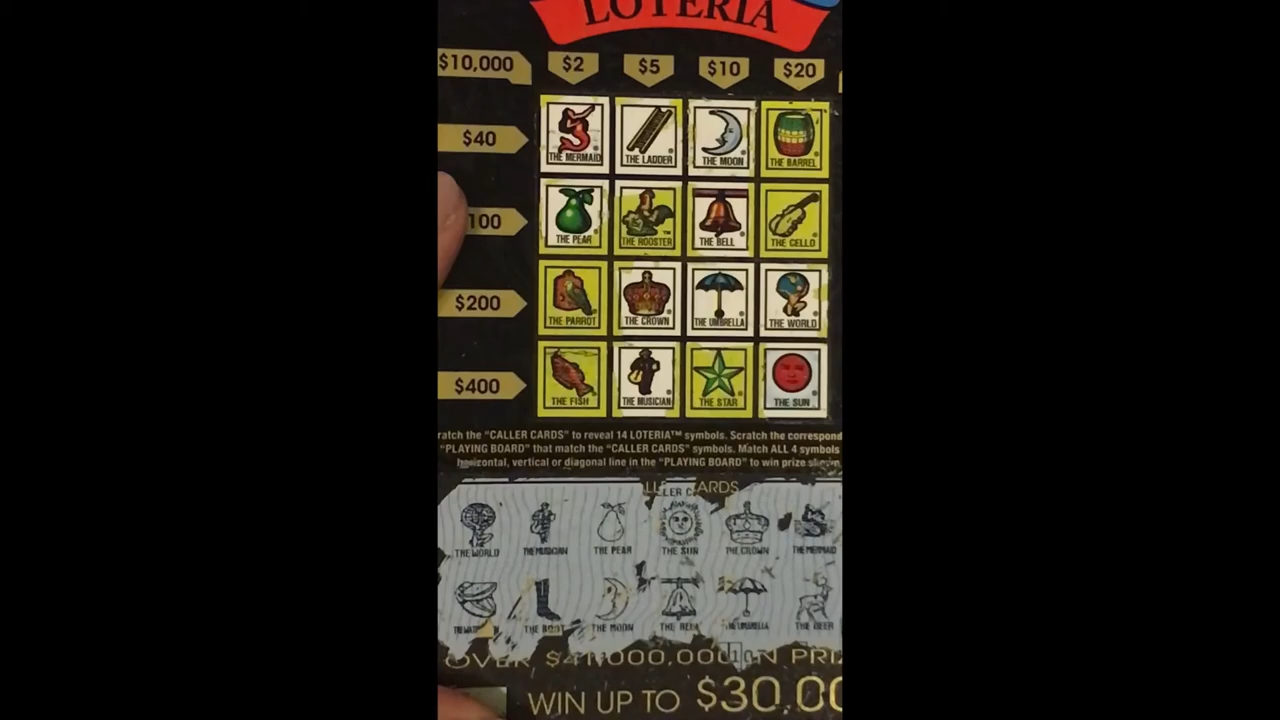 LOTERIA
$10,000 $2 $5 $10 $20
$40
THE MERMAID THE LADDER THE MOON THE BARREL
100
THE PEAR THE ROOSTER THE BELL THE CELLO
$200
THE PARROT THE CROWN THE UMBRELLA THE WORLD
$400
THE FISH THE MUSICIAN THE STAR THE SUN
ratch the "CALLER CARDS" to reveal 14 LOTERIA™ symbols. Scratch the correspond
"PLAYING BOARD" that match the "CALLER CARDS" symbols. Match ALL 4 symbols
horizontal, vertical or diagonal line in the "PLAYING BOARD" to win prize shown
CARDS
THE WORLD THE MUSICIAN THE PEAR THE SUN THE CROWN THE MERMAID
THE BOOT THE MOON THE BELL THE UMBRELLA THE DEER
OVER IN PRI
WIN UP TO $30,00